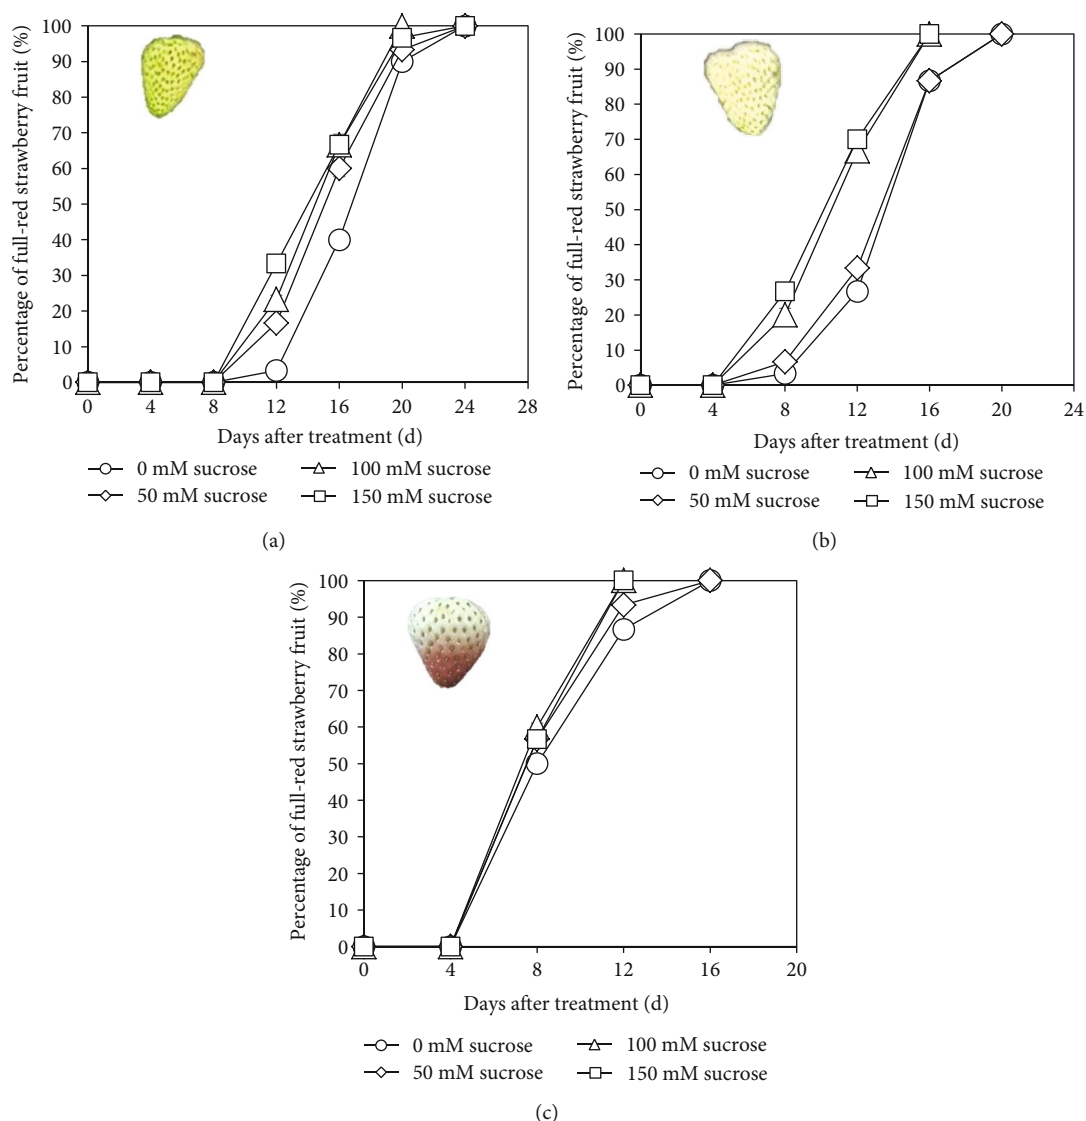 Percentage of full-red strawberry fruit (%)
100
90
80
70
60
50
40
30
20
10
0
0 4 8 12 16 20 24 28
Days after treatment (d)
0 mM sucrose 100 mM sucrose
50 mM sucrose 150 mM sucrose
(a)
Percentage of full-red strawberry fruit (%)
100
90
80
70
60
50
40
30
20
10
0
0 4 8 12 16 20 24
Days after treatment (d)
0 mM sucrose 100 mM sucrose
50 mM sucrose 150 mM sucrose
(b)
Percentage of full-red strawberry fruit (%)
100
90
80
70
60
50
40
30
20
10
0
0 4 8 12 16 20
Days after treatment (d)
0 mM sucrose 100 mM sucrose
50 mM sucrose 150 mM sucrose
(c)